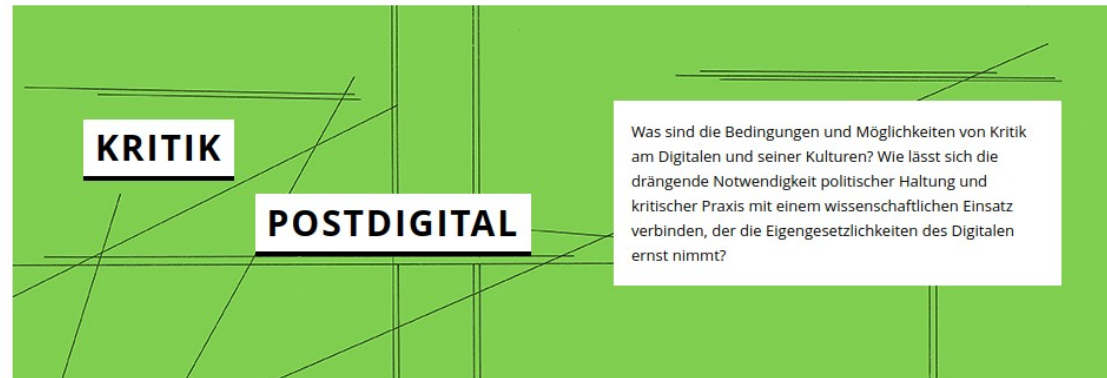 KRITIK
POSTDIGITAL
Was sind die Bedingungen und Möglichkeiten von Kritik
am Digitalen und seiner Kulturen? Wie lässt sich die
drängende Notwendigkeit politischer Haltung und
kritischer Praxis mit einem wissenschaftlichen Einsatz
verbinden, der die Eigengesetzlichkeiten des Digitalen
ernst nimmt?